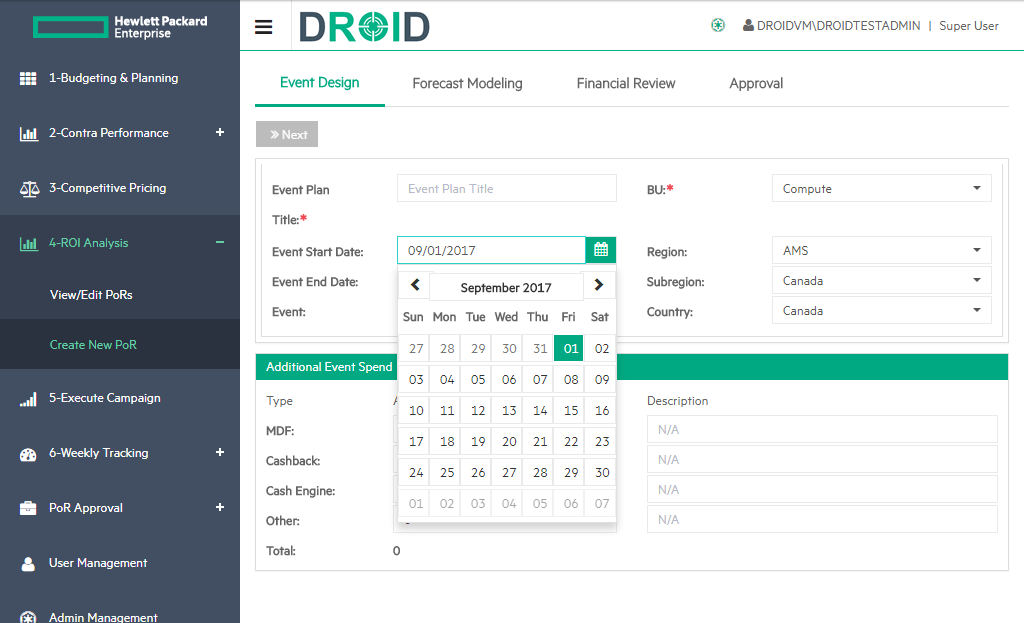 Hewlett Packard
Enterprise
1-Budgeting & Planning
2-Contra Performance +
3-Competitive Pricing
4-ROI Analysis −
View/Edit PoRs
Create New PoR
5-Execute Campaign
6-Weekly Tracking +
PoR Approval +
User Management
Admin Management
DROID
DROIDVM\DROIDTESTADMIN | Super User
Event Design Forecast Modeling Financial Review Approval
» Next
Event Plan
Title:*
Event Plan Title
BU:* Compute
Event Start Date: 09/01/2017
Region: AMS
Event End Date:
Subregion: Canada
Event:
Country: Canada
September 2017
Sun Mon Tue Wed Thu Fri Sat
27 28 29 30 31 01 02
03 04 05 06 07 08 09
10 11 12 13 14 15 16
17 18 19 20 21 22 23
24 25 26 27 28 29 30
01 02 03 04 05 06 07
Additional Event Spend
Type Description
MDF: N/A
Cashback: N/A
Cash Engine: N/A
Other: N/A
Total: 0